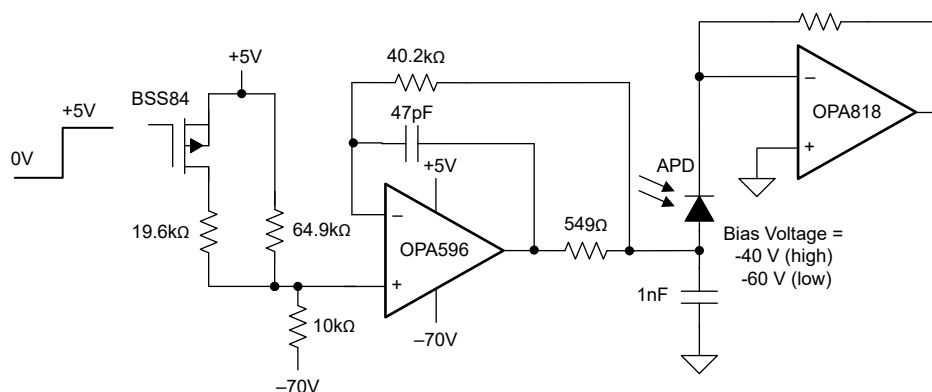 +5V
0V
BSS84
+5V
19.6kΩ
64.9kΩ
10kΩ
–70V
40.2kΩ
47pF
+5V
−
+
OPA596
–70V
549Ω
APD
Bias Voltage =
-40 V (high)
-60 V (low)
1nF
−
+
OPA818